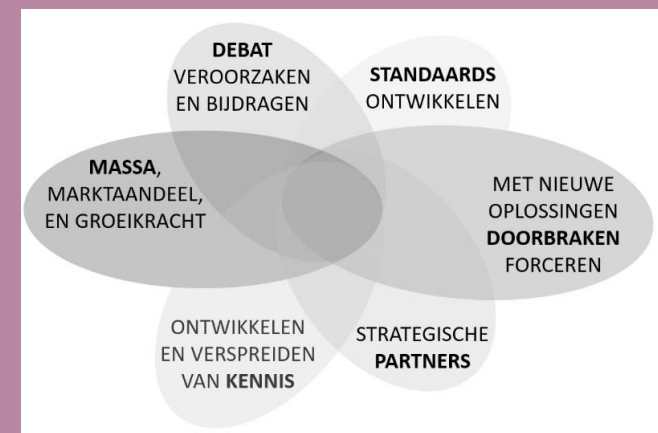 DEBAT
VEROORZAKEN
EN BIJDRAGEN
STANDAARDS
ONTWIKKELEN
MASSA,
MARKTAANDEEL,
EN GROEIKRACHT
MET NIEUWE
OPLOSSINGEN
DOORBRAKEN
FORCEREN
ONTWIKKELEN
EN VERSPREIDEN
VAN KENNIS
STRATEGISCHE
PARTNERS